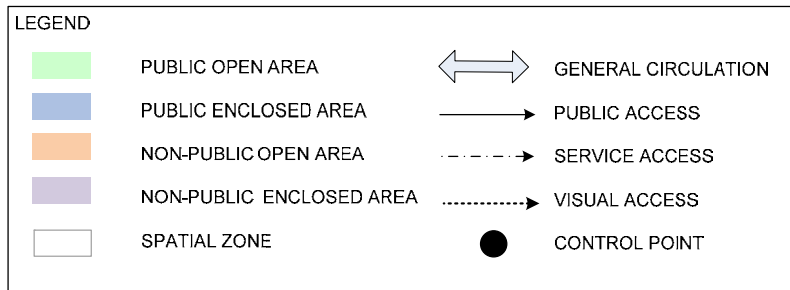 LEGEND
PUBLIC OPEN AREA
PUBLIC ENCLOSED AREA
NON-PUBLIC OPEN AREA
NON-PUBLIC ENCLOSED AREA
SPATIAL ZONE
GENERAL CIRCULATION
PUBLIC ACCESS
SERVICE ACCESS
VISUAL ACCESS
CONTROL POINT